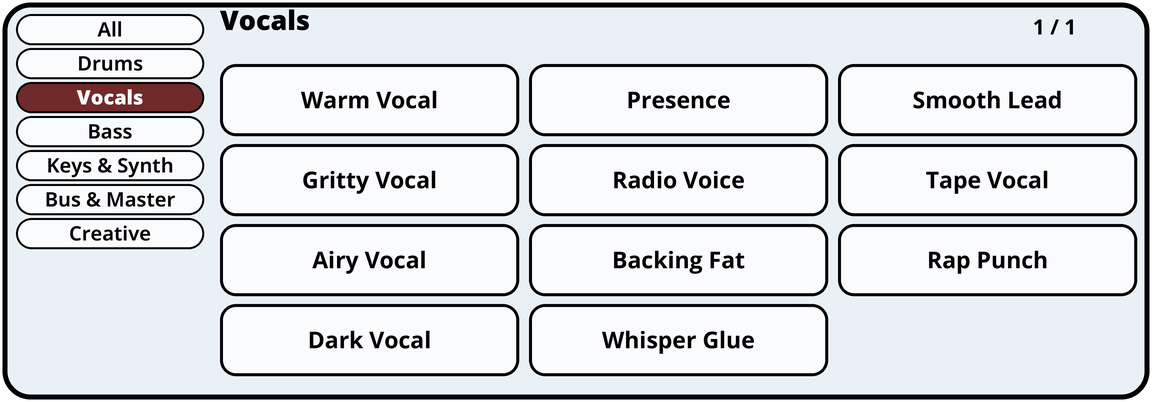 All
Drums
Vocals
Bass
Keys & Synth
Bus & Master
Creative
Vocals
1 / 1
Warm Vocal
Presence
Smooth Lead
Gritty Vocal
Radio Voice
Tape Vocal
Airy Vocal
Backing Fat
Rap Punch
Dark Vocal
Whisper Glue